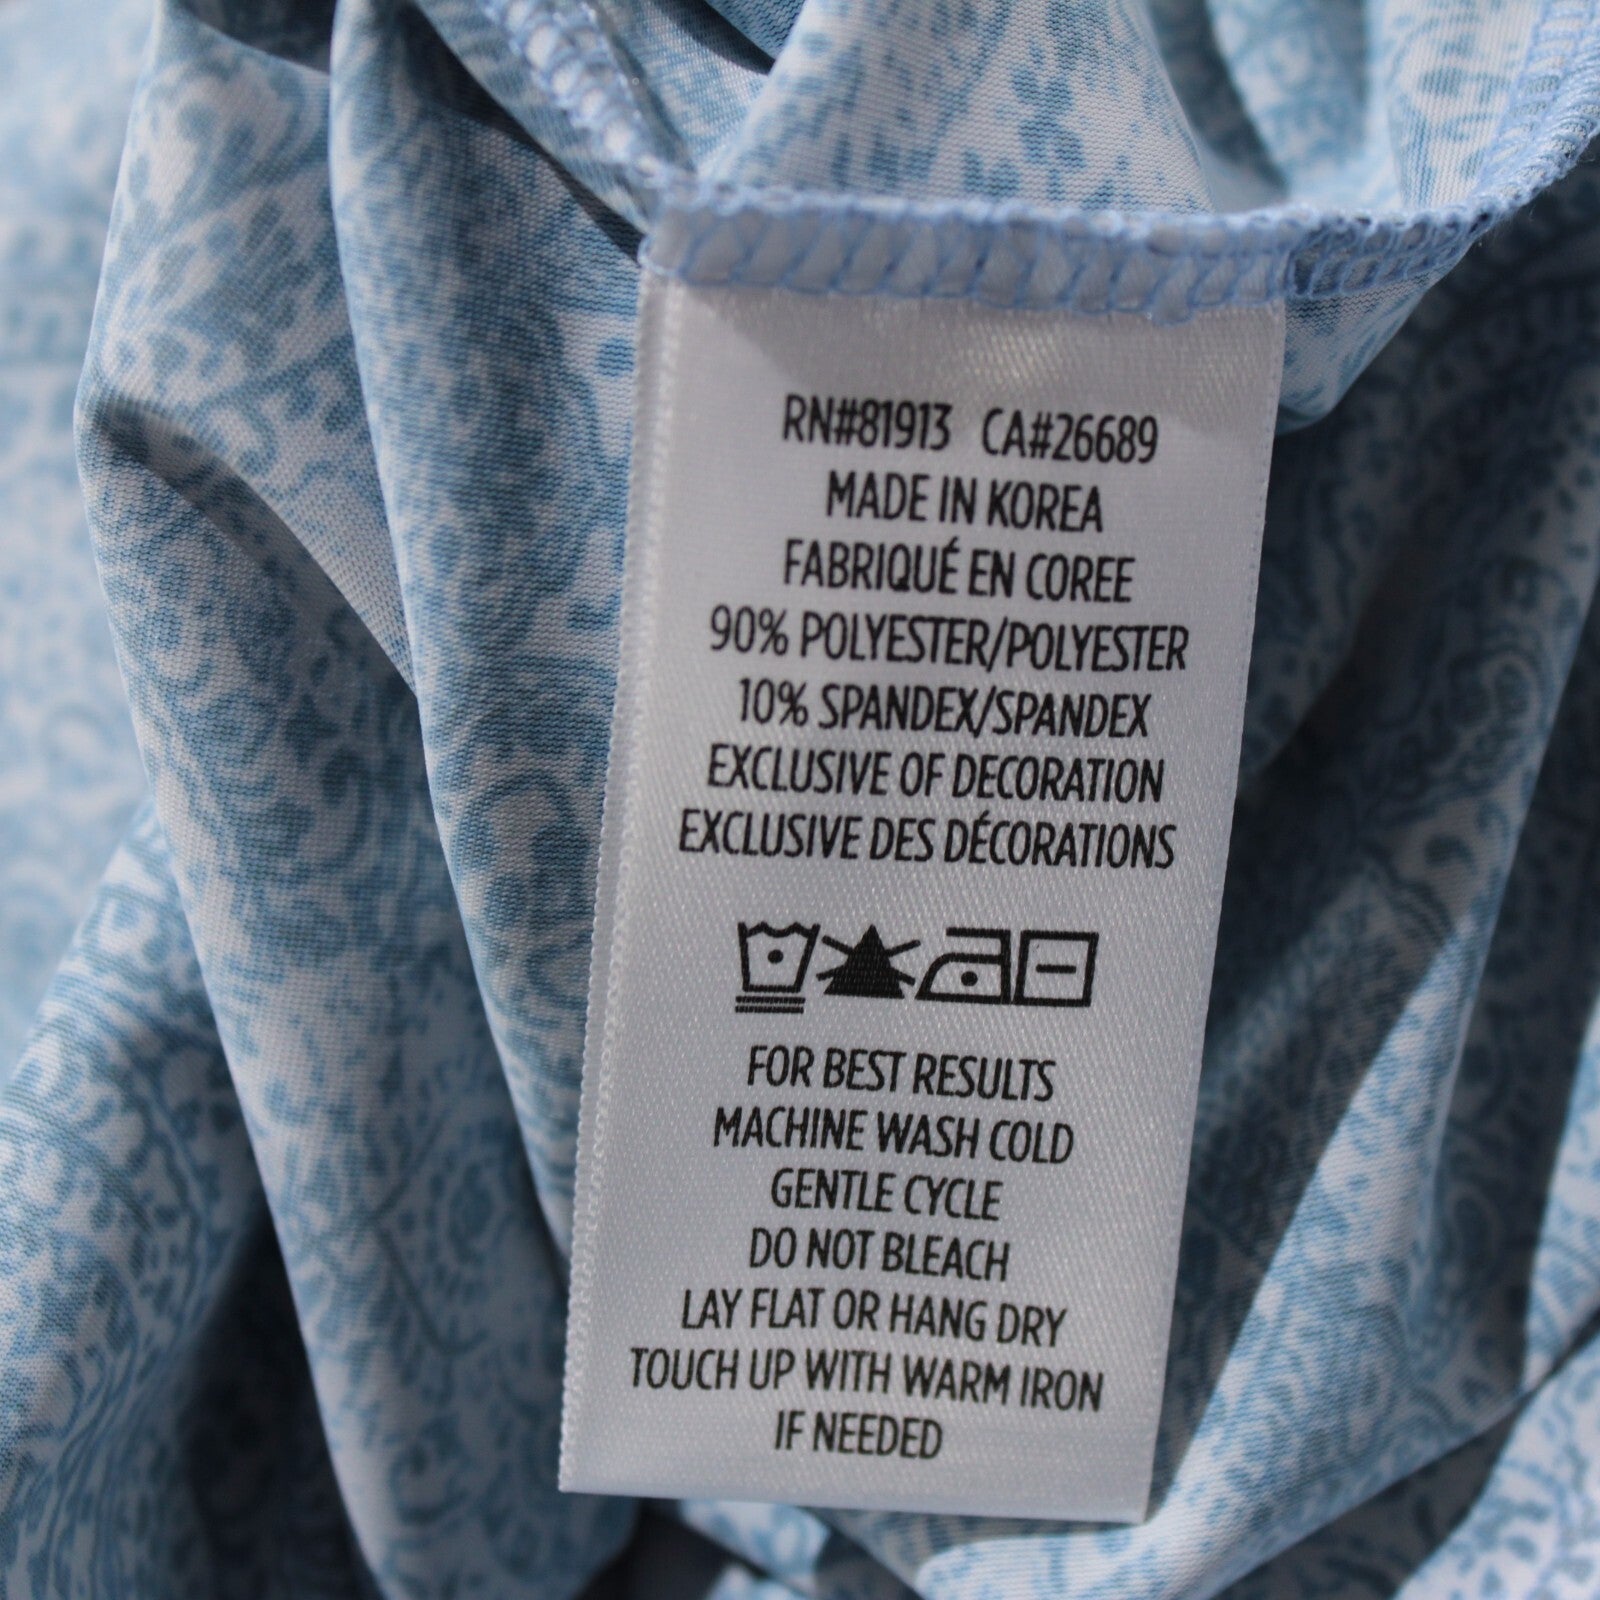 RN#81913 CA#26689
MADE IN KOREA
FABRIQUÉ EN COREE
90% POLYESTER/POLYESTER
10% SPANDEX/SPANDEX
EXCLUSIVE OF DECORATION
EXCLUSIVE DES DÉCORATIONS
FOR BEST RESULTS
MACHINE WASH COLD
GENTLE CYCLE
DO NOT BLEACH
LAY FLAT OR HANG DRY
TOUCH UP WITH WARM IRON
IF NEEDED